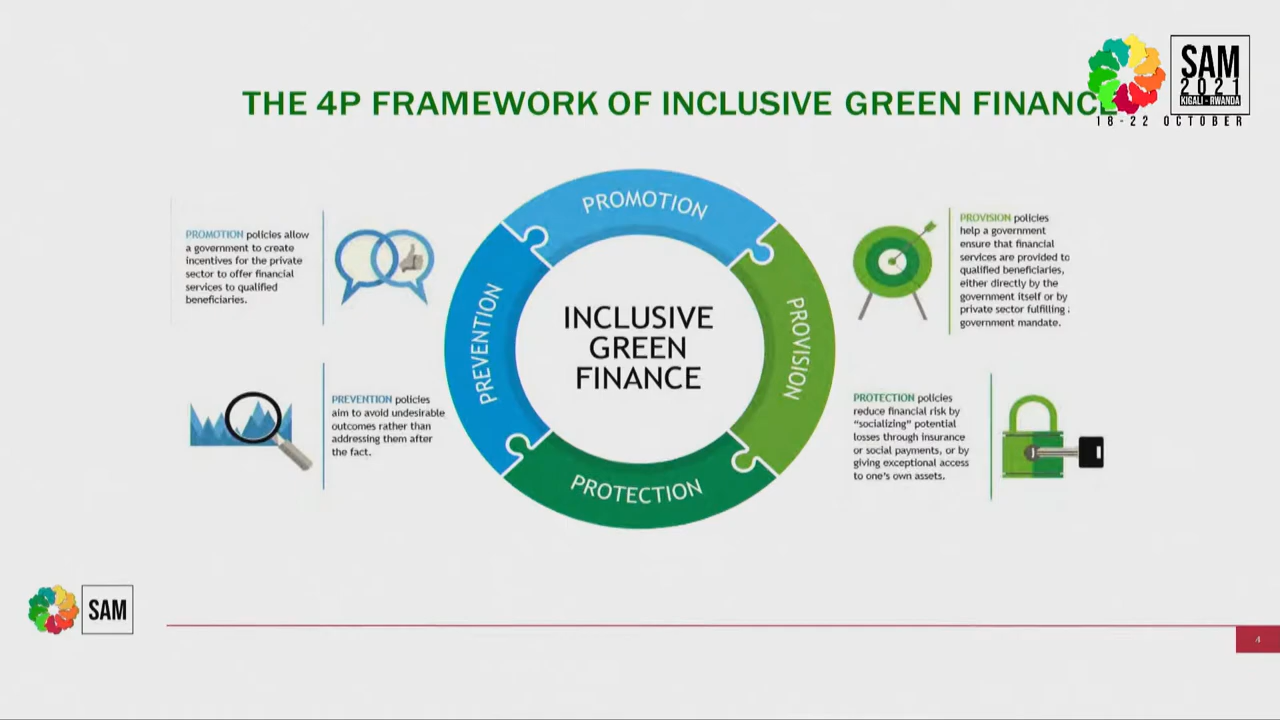 THE 4P FRAMEWORK OF INCLUSIVE GREEN FINANCE
SAM
2021
KIGALI - RWANDA
18-22 OCTOBER
PROMOTION policies allow
a government to create
incentives for the private
sector to offer financial
services to qualified
beneficiaries.
PREVENTION policies
aim to avoid undesirable
outcomes rather than
addressing them after
the fact.
PROMOTION
PREVENTION
PROVISION
PROTECTION
INCLUSIVE
GREEN
FINANCE
PROVISION policies
help a government
ensure that financial
services are provided to
qualified beneficiaries,
either directly by the
government itself or by
private sector fulfilling
government mandate.
PROTECTION policies
reduce financial risk by
“socializing” potential
losses through insurance
or social payments, or by
giving exceptional access
to one's own assets.
SAM
4